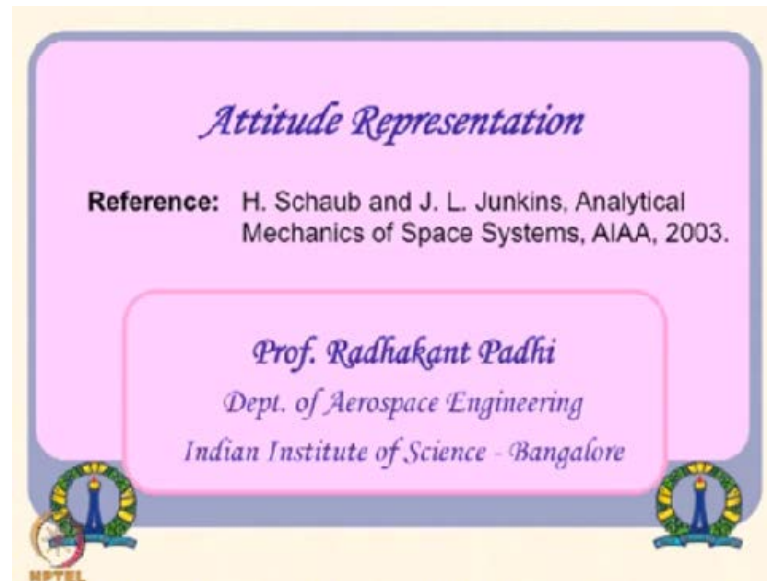 Attitude Representation
Reference: H. Schaub and J. L. Junkins, Analytical
Mechanics of Space Systems, AIAA, 2003.
Prof. Radhakant Padhi
Dept. of Aerospace Engineering
Indian Institute of Science - Bangalore
NPTEL